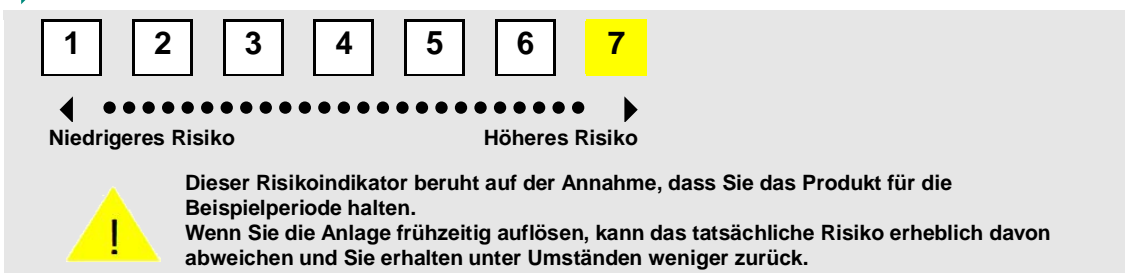 1 2 3 4 5 6 7
Niedrigeres Risiko Höheres Risiko
!
Dieser Risikoindikator beruht auf der Annahme, dass Sie das Produkt für die
Beispielperiode halten.
Wenn Sie die Anlage frühzeitig auflösen, kann das tatsächliche Risiko erheblich davon
abweichen und Sie erhalten unter Umständen weniger zurück.